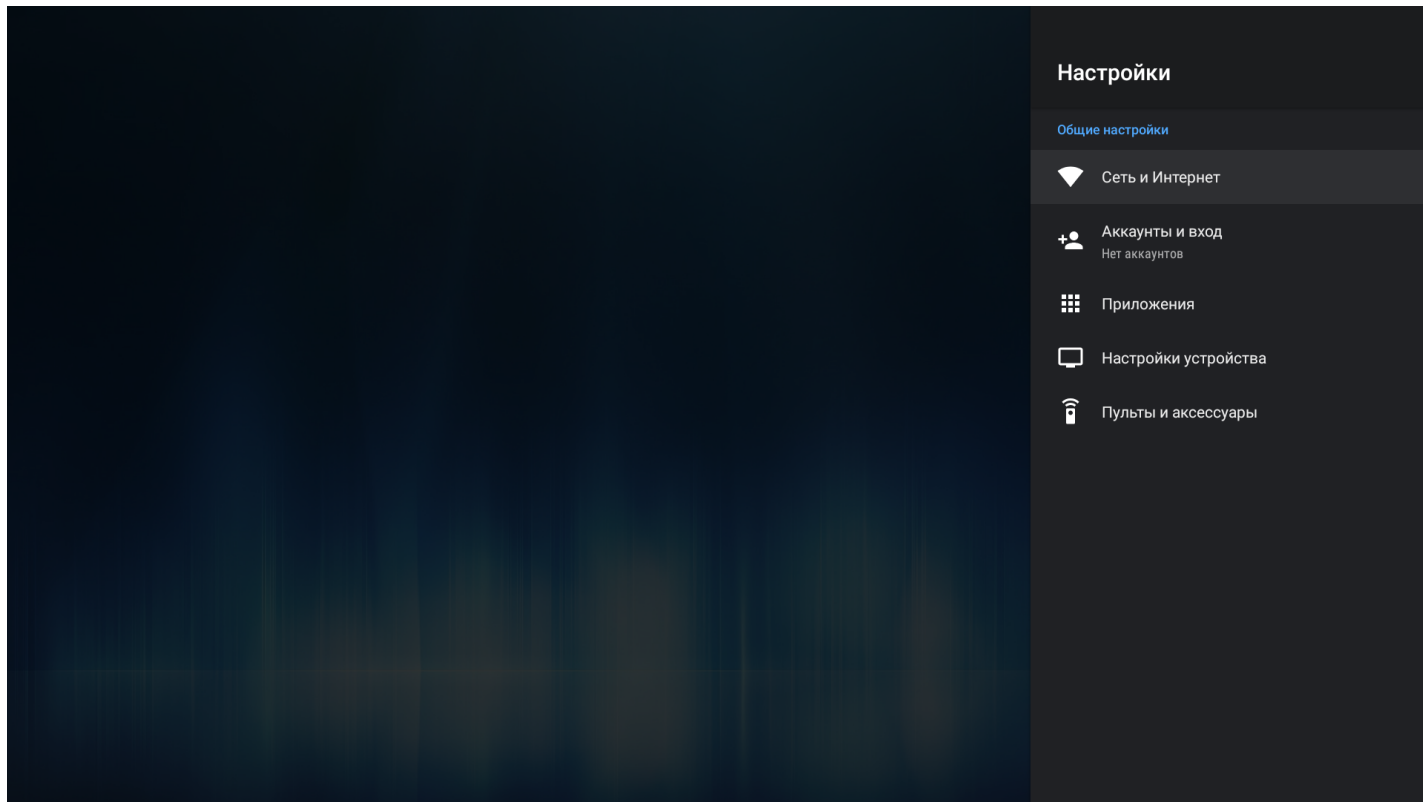 Настройки
Общие настройки
Сеть и Интернет
Аккаунты и вход
Нет аккаунтов
Приложения
Настройки устройства
Пульты и аксессуары